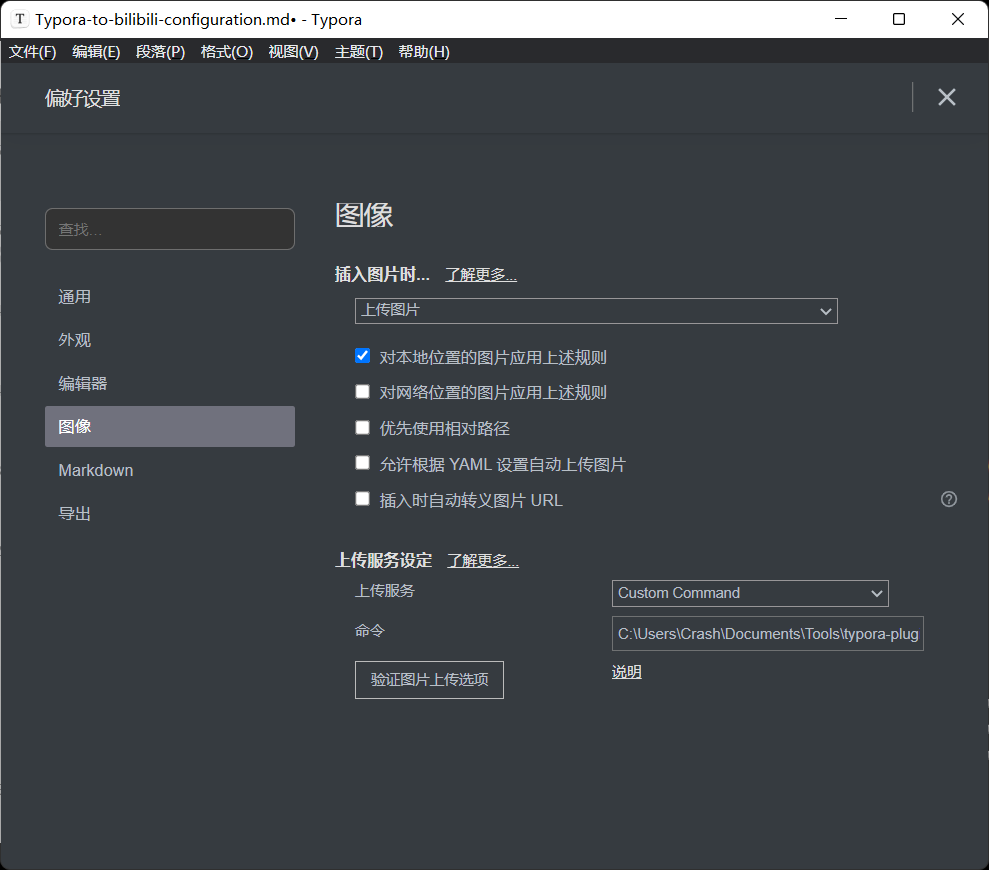 T Typora-to-bilibili-configuration.md• - Typora
文件(F) 编辑(E) 段落(P) 格式(O) 视图(V) 主题(T) 帮助(H)
偏好设置
查找...
通用
外观
编辑器
图像
Markdown
导出
图像
插入图片时... 了解更多...
上传图片
对本地位置的图片应用上述规则
对网络位置的图片应用上述规则
优先使用相对路径
允许根据 YAML 设置自动上传图片
插入时自动转义图片 URL
?
上传服务设定 了解更多...
上传服务 Custom Command
命令 C:\Users\Crash\Documents\Tools\typora-plug
验证图片上传选项 说明